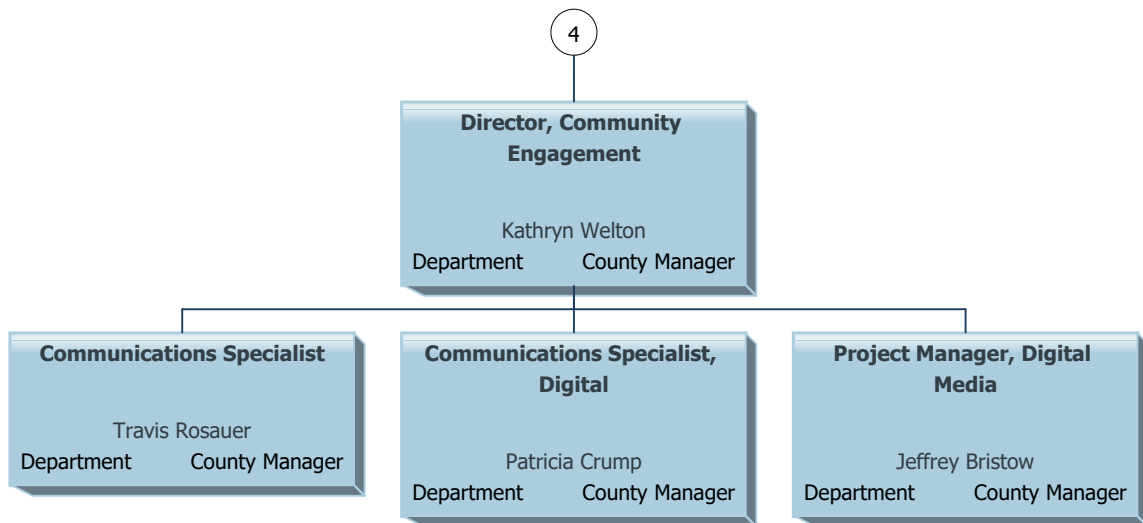 4
Director, Community
Engagement
Kathryn Welton
Department County Manager
Communications Specialist
Travis Rosauer
Department County Manager
Communications Specialist,
Digital
Patricia Crump
Department County Manager
Project Manager, Digital
Media
Jeffrey Bristow
Department County Manager